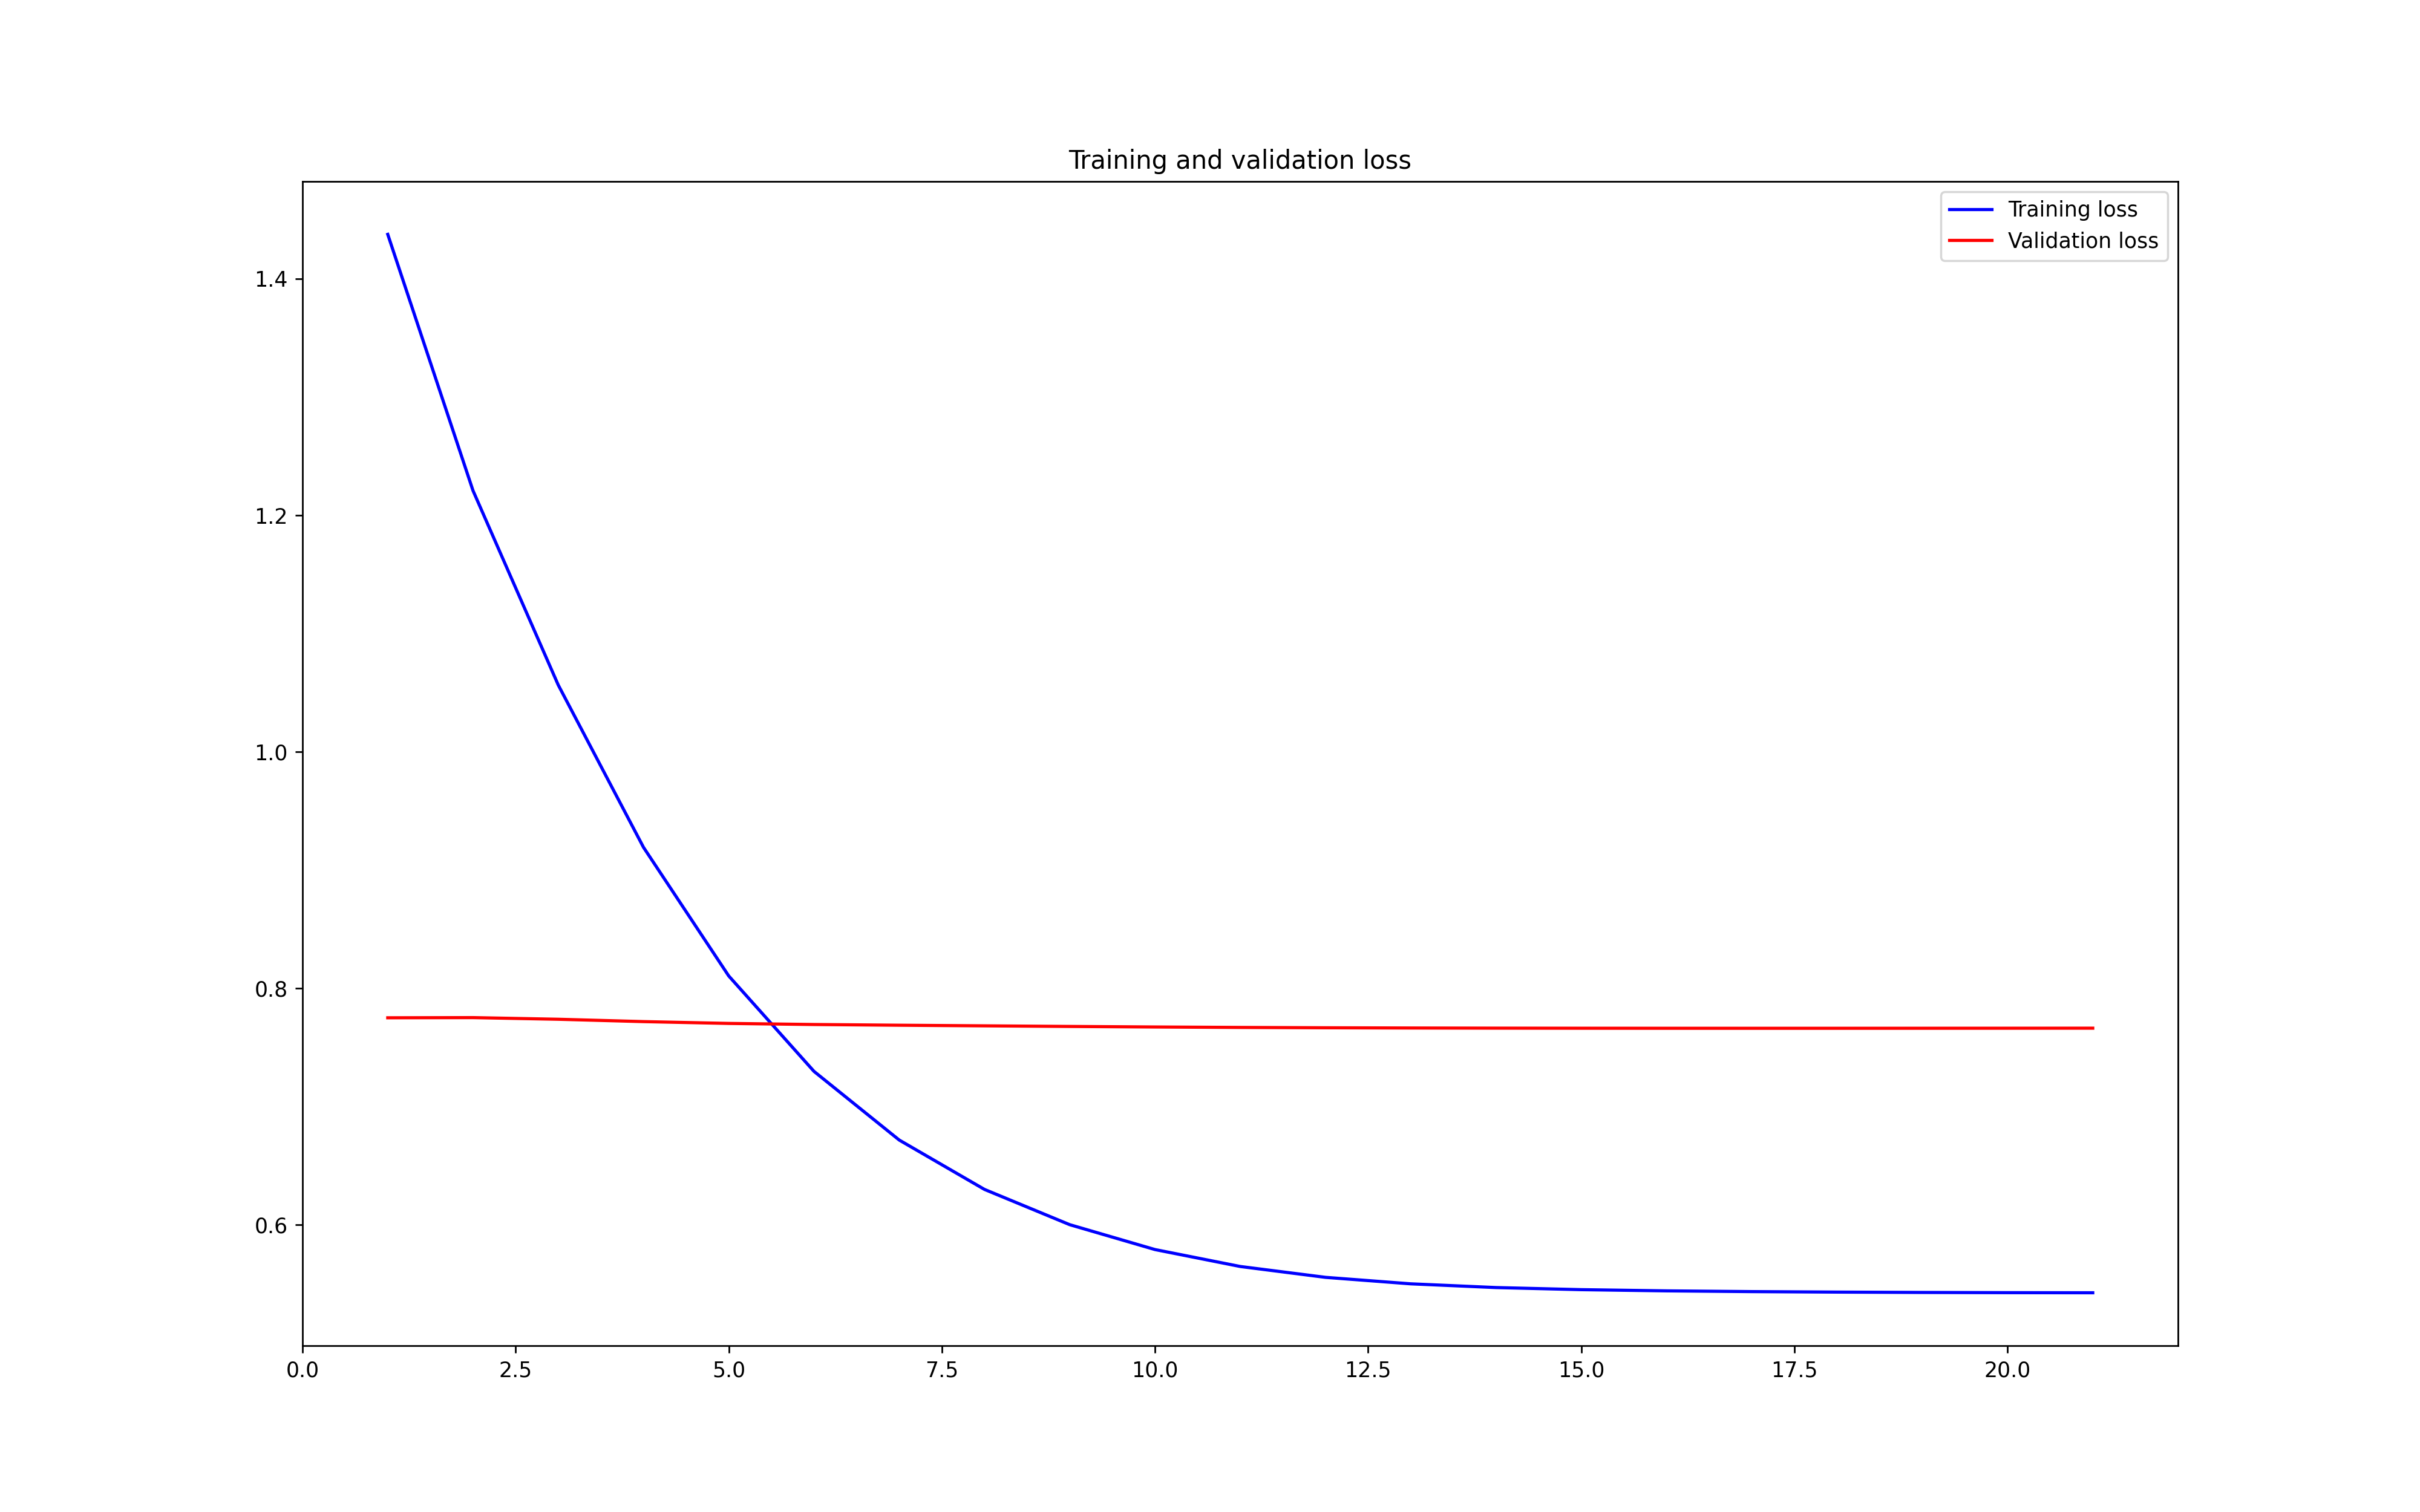 Training and validation loss
Training loss
Validation loss
1.4
1.2
1.0
0.8
0.6
0.0 2.5 5.0 7.5 10.0 12.5 15.0 17.5 20.0